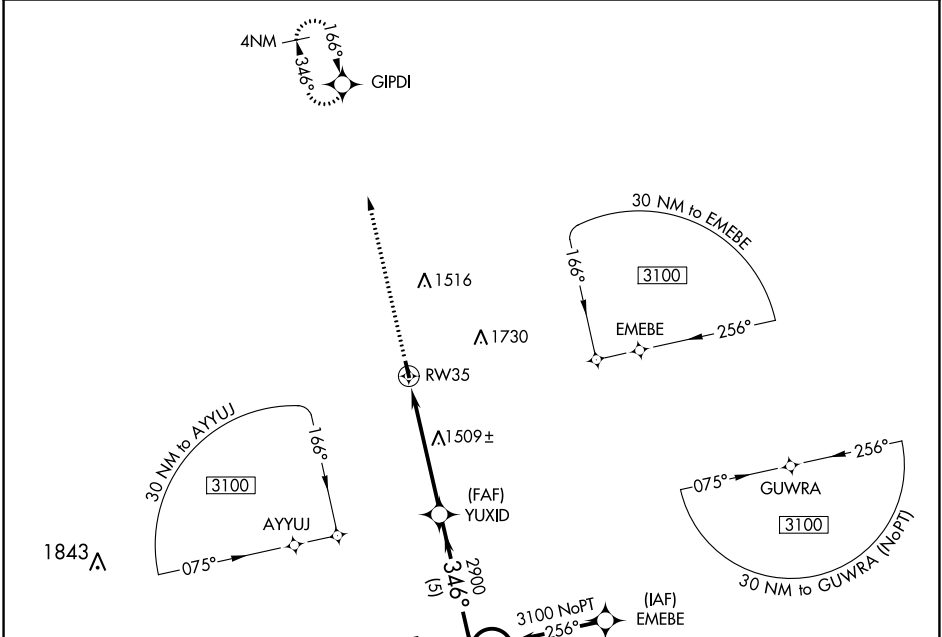 4NM
166°
346°
GIPDI
30 NM to EMEBE
166°
3100
1516
EMEBE
256°
1730
RW35
30 NM to AYYUJ
166°
1509±
3100
256°
075°
GUWRA
(FAF)
YUXID
AYYUJ
3100
1843
075°
30 NM to GUWRA (NoPT)
2900
346°
(5)
3100 NoPT
256°
(IAF)
EMEBE